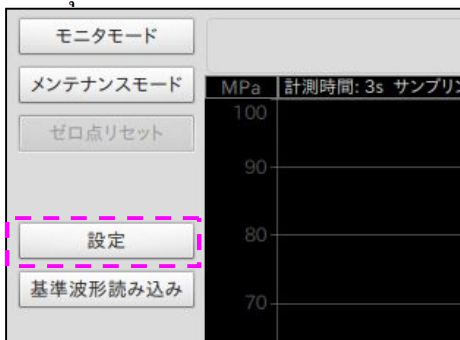 モニタモード
メンテナンスモード
ゼロ点リセット
設定
基準波形読み込み
MPa 計測時間: 3s サンプリン
100
90
80
70